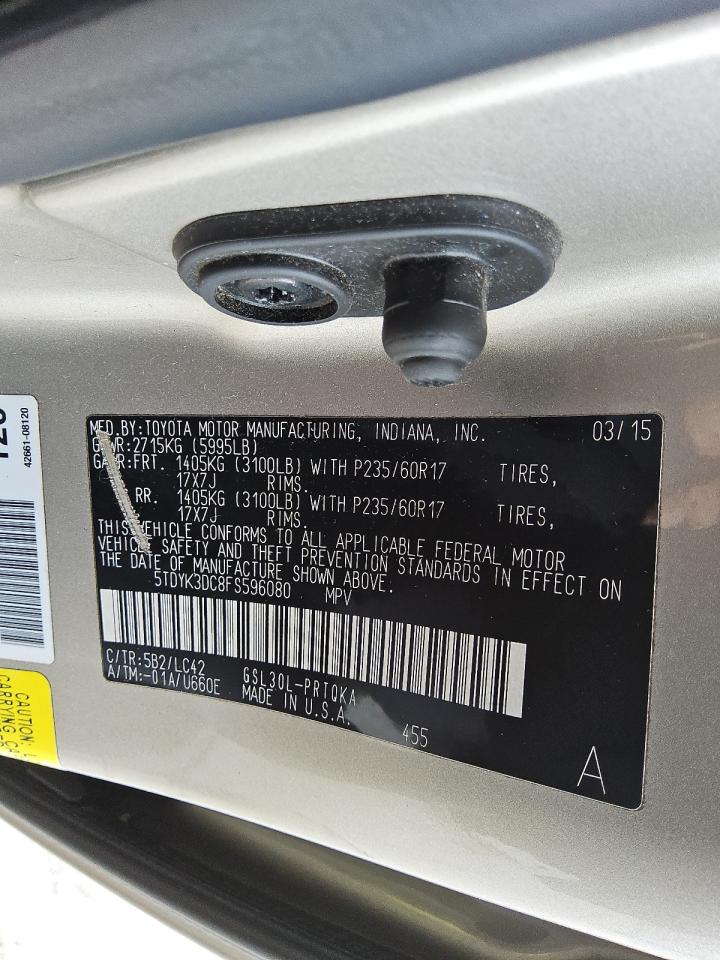 MFD.BY:TOYOTA MOTOR MANUFACTURING, INDIANA, INC. 03/15
GVWR:2715KG (5995LB)
GAWR:FRT. 1405KG (3100LB) WITH P235/60R17 TIRES,
17X7J RIMS.
RR. 1405KG (3100LB) WITH P235/60R17 TIRES,
17X7J RIMS.
THIS VEHICLE CONFORMS TO ALL APPLICABLE FEDERAL MOTOR
VEHICLE SAFETY AND THEFT PREVENTION STANDARDS IN EFFECT ON
THE DATE OF MANUFACTURE SHOWN ABOVE.
5TDYK3DC8FS596080 MPV
C/TR:5B2/LC42
A/TM:-01A/U660E
GSL30L-PRTQKA
MADE IN U.S.A.
455
A
42661-08120
CAUTION:
CARRYING